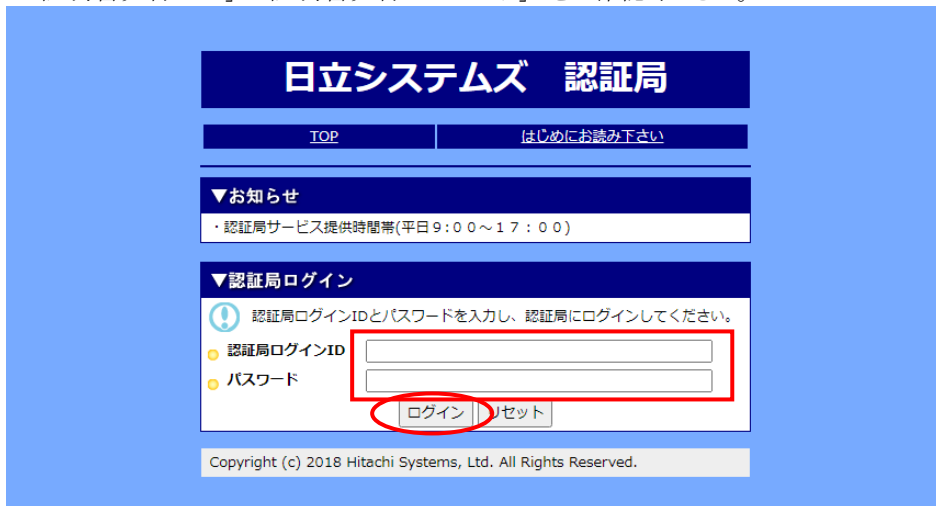 日立システムズ　認証局
TOP
はじめにお読み下さい
▼お知らせ
・認証局サービス提供時間帯(平日９:００～１７：００)
▼認証局ログイン
認証局ログインIDとパスワードを入力し、認証局にログインしてください。
認証局ログインID
パスワード
ログイン
リセット
Copyright (c) 2018 Hitachi Systems, Ltd. All Rights Reserved.